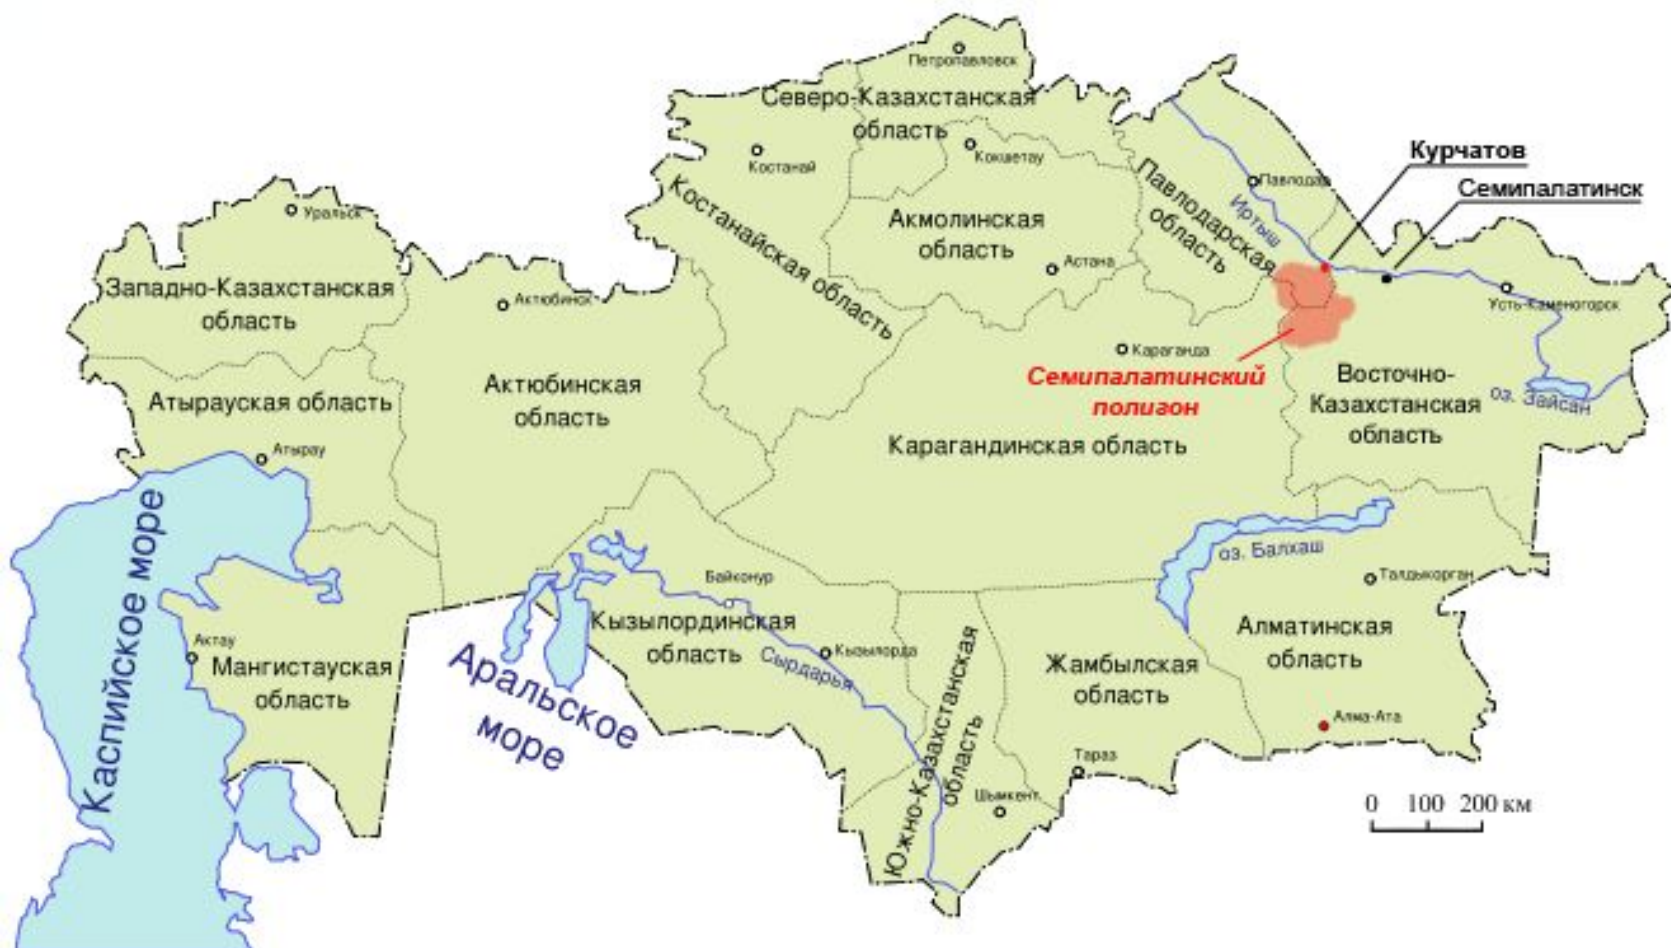 Петропавловск
Северо-Казахстанская
область
Костанай
Кокшетау
Костанайская область
Акмолинская
область
Астана
Павлодарская
область
Павлодар
Иртыш
Курчатов
Семипалатинск
Усть-Каменогорск
Уральск
Западно-Казахстанская
область
Актюбинск
Караганда
Семипалатинский
полигон
Восточно-
Казахстанская
область
оз. Зайсан
Атырауская область
Атырау
Актюбинская
область
Карагандинская область
Каспийское море
оз. Балхаш
Талдыкорган
Байконур
Кызылординская
область
Кызылорда
Сырдарья
Аральское
море
Актау
Мангистауская
область
Южно-Казахстанская
область
Жамбылская
область
Алматинская
область
Алма-Ата
Тараз
Шымкент
0 100 200 км